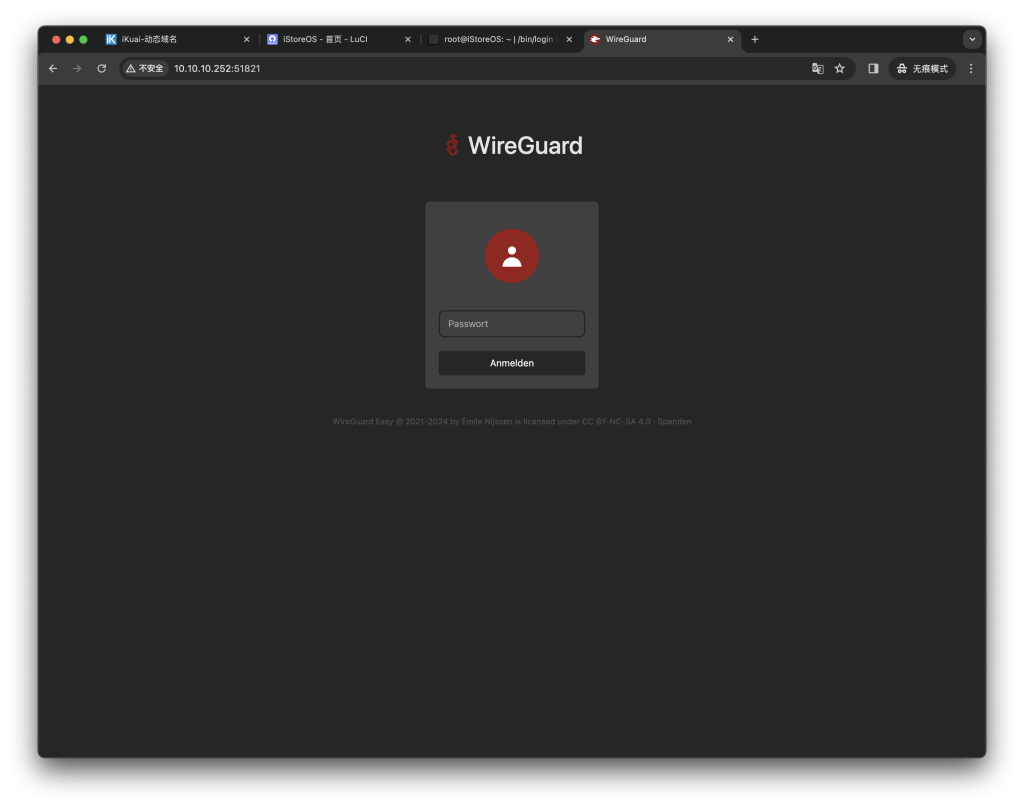 iKuai-动态域名
iStoreOS - 首页 - LuCI
root@iStoreOS: ~ | /bin/login
WireGuard
不安全
10.10.10.252:51821
无痕模式
WireGuard
Passwort
Anmelden
WireGuard Easy © 2021-2024 by Emile Nijssen is licensed under CC BY-NC-SA 4.0 · Spenden